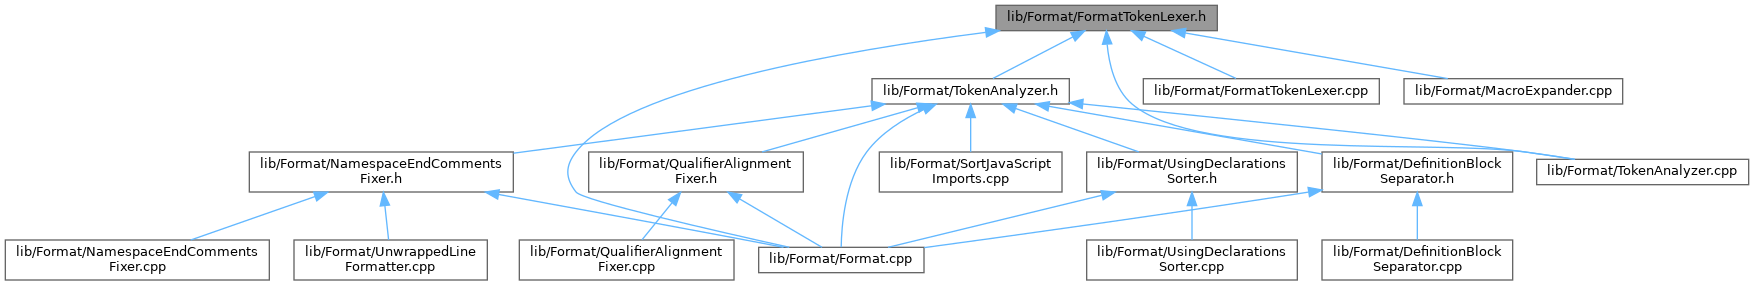 lib/Format/FormatTokenLexer.h
lib/Format/TokenAnalyzer.h
lib/Format/FormatTokenLexer.cpp
lib/Format/MacroExpander.cpp
lib/Format/NamespaceEndComments
Fixer.h
lib/Format/QualifierAlignment
Fixer.h
lib/Format/SortJavaScript
Imports.cpp
lib/Format/UsingDeclarations
Sorter.h
lib/Format/DefinitionBlock
Separator.h
lib/Format/TokenAnalyzer.cpp
lib/Format/NamespaceEndComments
Fixer.cpp
lib/Format/UnwrappedLine
Formatter.cpp
lib/Format/QualifierAlignment
Fixer.cpp
lib/Format/Format.cpp
lib/Format/UsingDeclarations
Sorter.cpp
lib/Format/DefinitionBlock
Separator.cpp